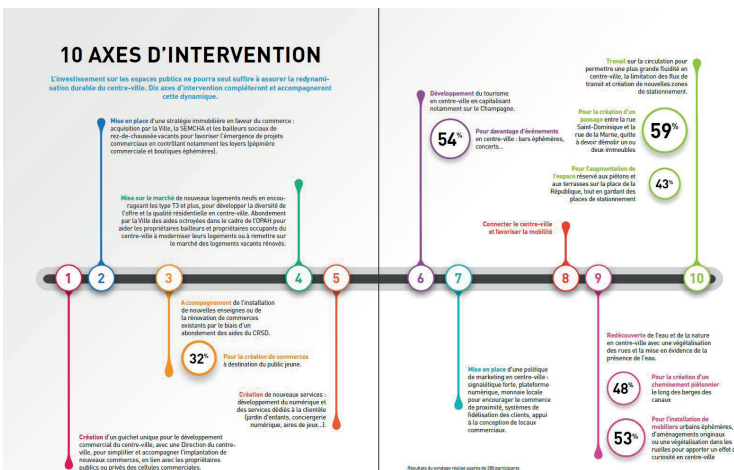 10 AXES D'INTERVENTION
L'investissement sur les espaces publics ne pourra seul suffire à assurer la redynami-
sation durable du centre-ville. Dix axes d'intervention compléteront et accompagneront
cette dynamique.
Mise en place d'une stratégie immobilière en faveur du commerce :
acquisition par la Ville, la SEMCHA et les bailleurs sociaux de
rez-de-chaussée vacants pour favoriser l'émergence de projets
commerciaux en contrôlant notamment les loyers (pépinière
commerciale et boutiques éphémères).
Mise sur le marché de nouveaux logements neufs en encou-
rageant les type T3 et plus, pour développer la diversité de
l'offre et la qualité résidentielle en centre-ville. Abondement
par la Ville des aides octroyées dans le cadre de l'OPAH pour
aider les propriétaires bailleurs et propriétaires occupants du
centre-ville à moderniser leurs logements ou à remettre sur
le marché des logements vacants rénovés.
1
2
3
4
5
Accompagnement de l'installation
de nouvelles enseignes ou de
la rénovation de commerces
existants par le biais d'un
abondement des aides du CRSD.
32%
Pour la création de commerces
à destination du public jeune.
Création de nouveaux services :
développement du numérique et
des services dédiés à la clientèle
(jardin d'enfants, conciergerie
numérique, aires de jeux...).
Création d'un guichet unique pour le développement
commercial du centre-ville, avec une Direction du centre-
ville, pour simplifier et accompagner l'implantation de
nouveaux commerces, en lien avec les propriétaires
publics ou privés des cellules commerciales.
Développement du tourisme
en centre-ville en capitalisant
notamment sur le Champagne.
54%
Pour davantage d'événements
en centre-ville : bars éphémères,
concerts...
Travail sur la circulation pour
permettre une plus grande fluidité en
centre-ville, la limitation des flux de
transit et création de nouvelles zones
de stationnement.
Pour la création d'un
passage entre la rue
Saint-Dominique et la
rue de la Marne, quitte
à devoir démolir un ou
deux immeubles
59%
Pour l'augmentation de
l'espace réservé aux piétons et
aux terrasses sur la place de la
République, tout en gardant des
places de stationnement
43%
Connecter le centre-ville
et favoriser la mobilité
6
7
8
9
10
Mise en place d'une politique
de marketing en centre-ville :
signalétique forte, plateforme
numérique, monnaie locale
pour encourager le commerce
de proximité, systèmes de
fidélisation des clients, appui
à la conception de locaux
commerciaux.
Redécouverte de l'eau et de la nature
en centre-ville avec une végétalisation
des rues et la mise en évidence de la
présence de l'eau.
48%
Pour la création d'un
cheminement piétonnier
le long des berges des
canaux
53%
Pour l'installation de
mobiliers urbains éphémères,
d'aménagements originaux
ou une végétalisation dans les
ruelles pour apporter un effet d
curiosité en centre-ville
Résultats du sondage réalisé auprès de 280 participants